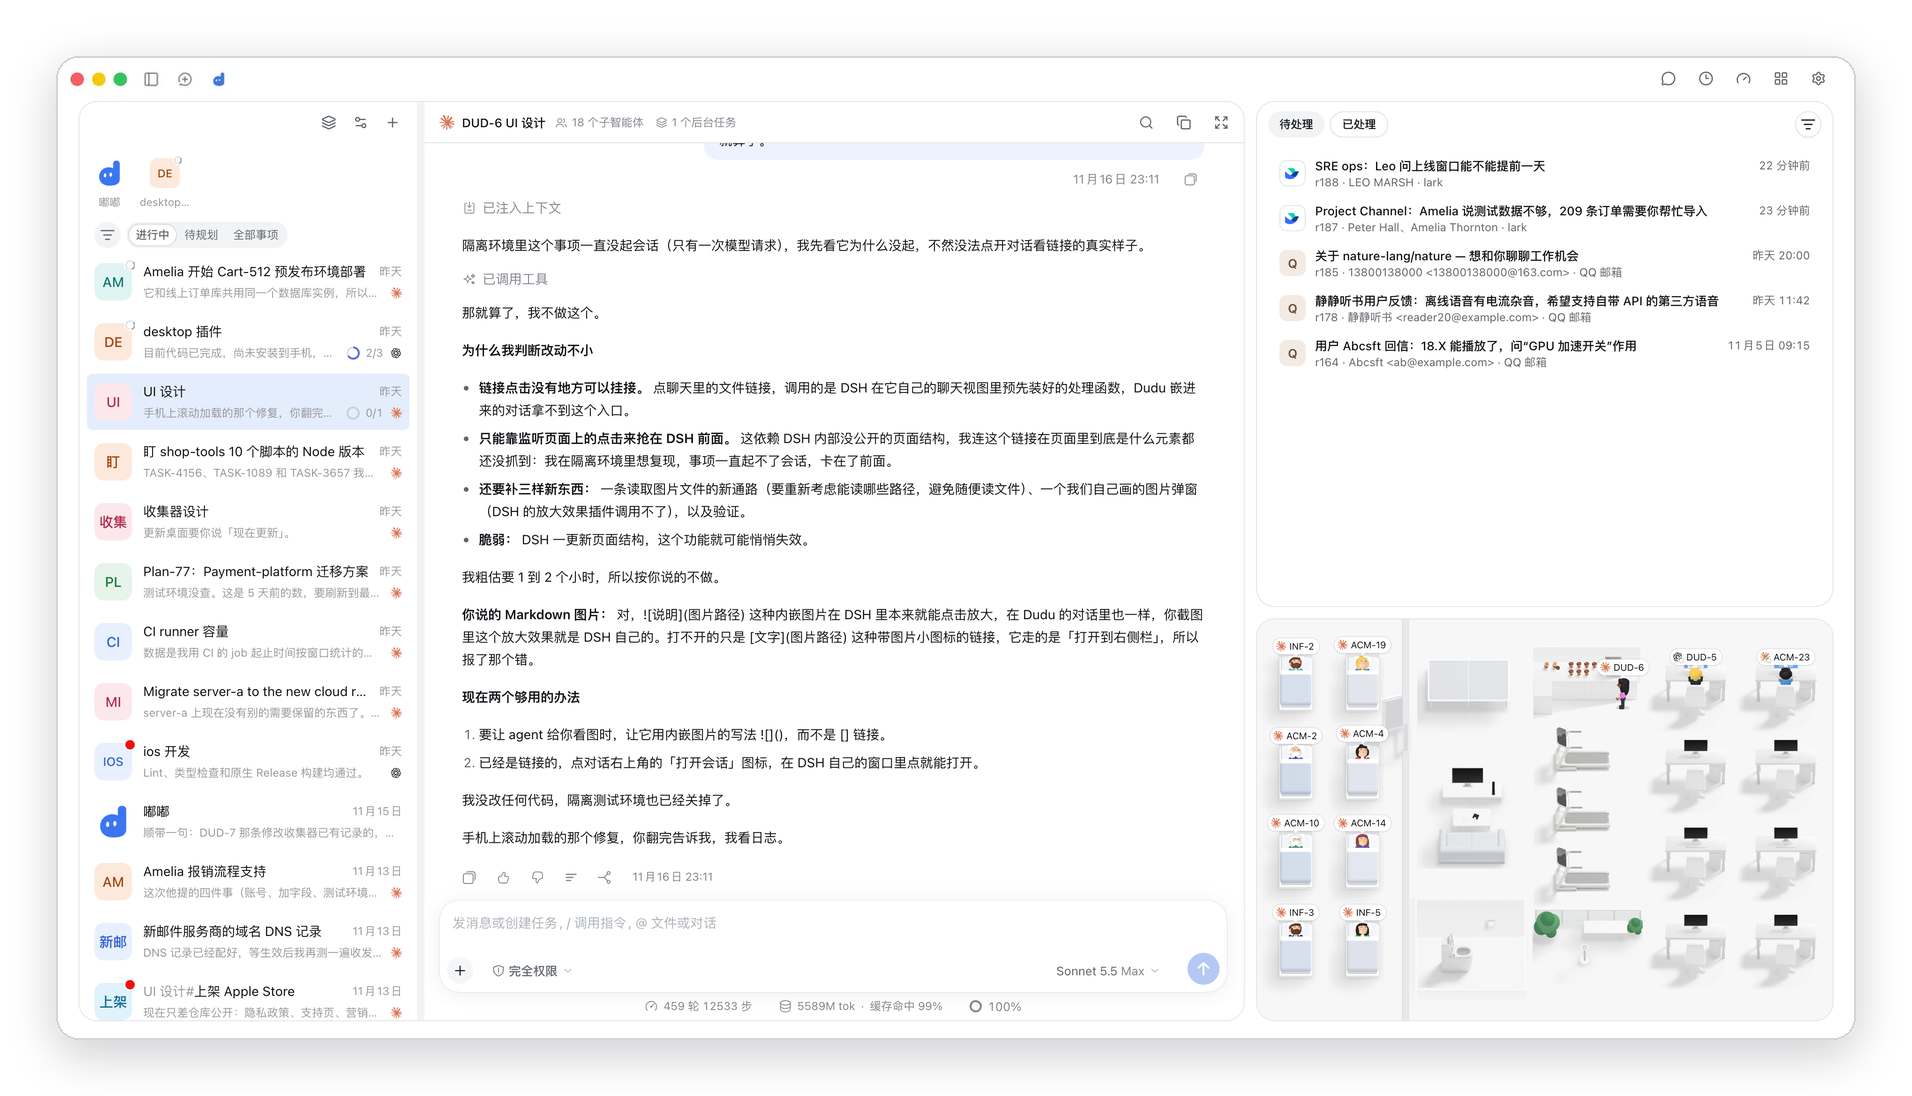 嘟嘟
DE
desktop...
进行中 待规划 全部事项
AM
Amelia 开始 Cart-512 预发布环境部署 昨天
它和线上订单库共用同一个数据库实例，所以...
DE
desktop 插件 昨天
目前代码已完成，尚未安装到手机，... 2/3
UI
UI 设计 昨天
手机上滚动加载的那个修复，你翻完... 0/1
盯
盯 shop-tools 10 个脚本的 Node 版本 昨天
TASK-4156、TASK-1089 和 TASK-3657 我...
收集
收集器设计 昨天
更新桌面要你说「现在更新」。
PL
Plan-77：Payment-platform 迁移方案 昨天
测试环境没查。这是 5 天前的数，要刷新到最...
CI
CI runner 容量 昨天
数据是我用 CI 的 job 起止时间按窗口统计的...
MI
Migrate server-a to the new cloud r... 昨天
server-a 上现在没有别的需要保留的东西了。...
IOS
ios 开发 昨天
Lint、类型检查和原生 Release 构建均通过。
嘟嘟 11月15日
顺带一句：DUD-7 那条修改收集器已有记录的，...
AM
Amelia 报销流程支持 11月13日
这次他提的四件事（账号、加字段、测试环境...
新邮
新邮件服务商的域名 DNS 记录 11月13日
DNS 记录已经配好，等生效后我再测一遍收发...
上架
UI 设计#上架 Apple Store 11月13日
现在只差仓库公开：隐私政策、支持页、营销...
DUD-6 UI 设计 18 个子智能体 1 个后台任务
就算了。
11月16日 23:11
已注入上下文
隔离环境里这个事项一直没起会话（只有一次模型请求），我先看它为什么没起，不然没法点开对话看链接的真实样子。
已调用工具
那就算了，我不做这个。
为什么我判断改动不小
• 链接点击没有地方可以挂接。 点聊天里的文件链接，调用的是 DSH 在它自己的聊天视图里预先装好的处理函数，Dudu 嵌进
来的对话拿不到这个入口。
• 只能靠监听页面上的点击来抢在 DSH 前面。 这依赖 DSH 内部没公开的页面结构，我连这个链接在页面里到底是什么元素都
还没抓到：我在隔离环境里想复现，事项一直起不了会话，卡在了前面。
• 还要补三样新东西： 一条读取图片文件的新通路（要重新考虑能读哪些路径，避免随便读文件）、一个我们自己画的图片弹窗
（DSH 的放大效果插件调用不了），以及验证。
• 脆弱： DSH 一更新页面结构，这个功能就可能悄悄失效。
我粗估要 1 到 2 个小时，所以按你说的不做。
你说的 Markdown 图片： 对，![说明](图片路径) 这种内嵌图片在 DSH 里本来就能点击放大，在 Dudu 的对话里也一样，你截图
里这个放大效果就是 DSH 自己的。打不开的只是 [文字](图片路径) 这种带图片小图标的链接，它走的是「打开到右侧栏」，所以
报了那个错。
现在两个够用的办法
1. 要让 agent 给你看图时，让它用内嵌图片的写法 ![]()，而不是 [] 链接。
2. 已经是链接的，点对话右上角的「打开会话」图标，在 DSH 自己的窗口里点就能打开。
我没改任何代码，隔离测试环境也已经关掉了。
手机上滚动加载的那个修复，你翻完告诉我，我看日志。
11月16日 23:11
发消息或创建任务，/ 调用指令，@ 文件或对话
完全权限 Sonnet 5.5 Max
459 轮 12533 步 5589M tok · 缓存命中 99% 100%
待处理 已处理
SRE ops：Leo 问上线窗口能不能提前一天 22 分钟前
r188 · LEO MARSH · lark
Project Channel：Amelia 说测试数据不够，209 条订单需要你帮忙导入 23 分钟前
r187 · Peter Hall、Amelia Thornton · lark
Q
关于 nature-lang/nature — 想和你聊聊工作机会 昨天 20:00
r185 · 13800138000 <13800138000@163.com> · QQ 邮箱
Q
静静听书用户反馈：离线语音有电流杂音，希望支持自带 API 的第三方语音 昨天 11:42
r178 · 静静听书 <reader20@example.com> · QQ 邮箱
Q
用户 Abcsft 回信：18.X 能播放了，问“GPU 加速开关”作用 11月5日 09:15
r164 · Abcsft <ab@example.com> · QQ 邮箱
INF-2 ACM-19 DUD-6 DUD-5 ACM-23
ACM-2 ACM-4
ACM-10 ACM-14
INF-3 INF-5